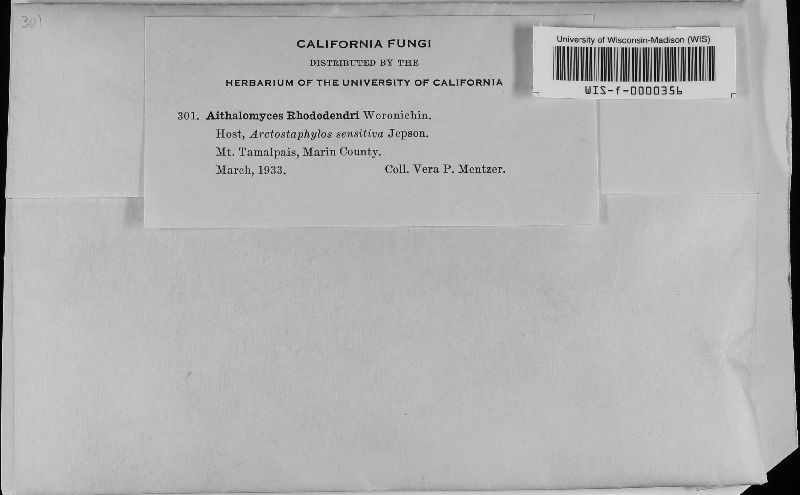 301
CALIFORNIA FUNGI
DISTRIBUTED BY THE
HERBARIUM OF THE UNIVERSITY OF CALIFORNIA
301. Aithalomyces Rhododendri Woronichin.
Host, Arctostaphylos sensitiva Jepson.
Mt. Tamalpais, Marin County.
March, 1933. Coll. Vera P. Mentzer.
University of Wisconsin-Madison (WIS)
WIS-f-0000356